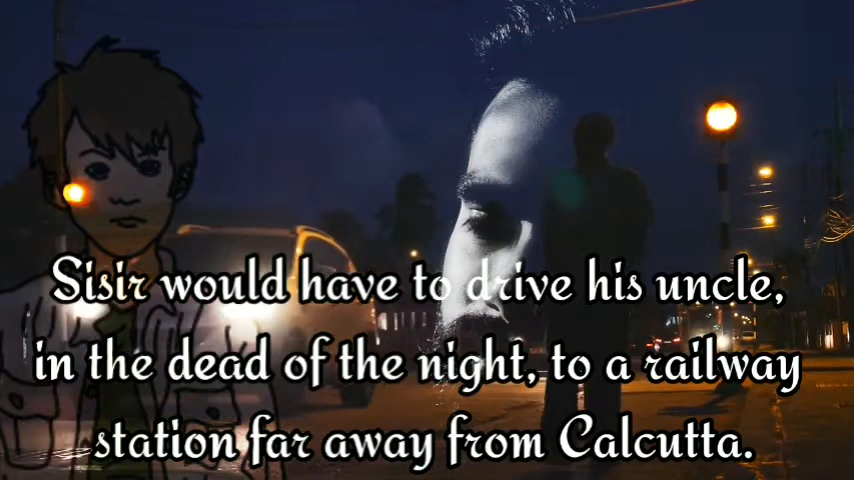 Sisir would have to drive his uncle,
in the dead of the night, to a railway
station far away from Calcutta.